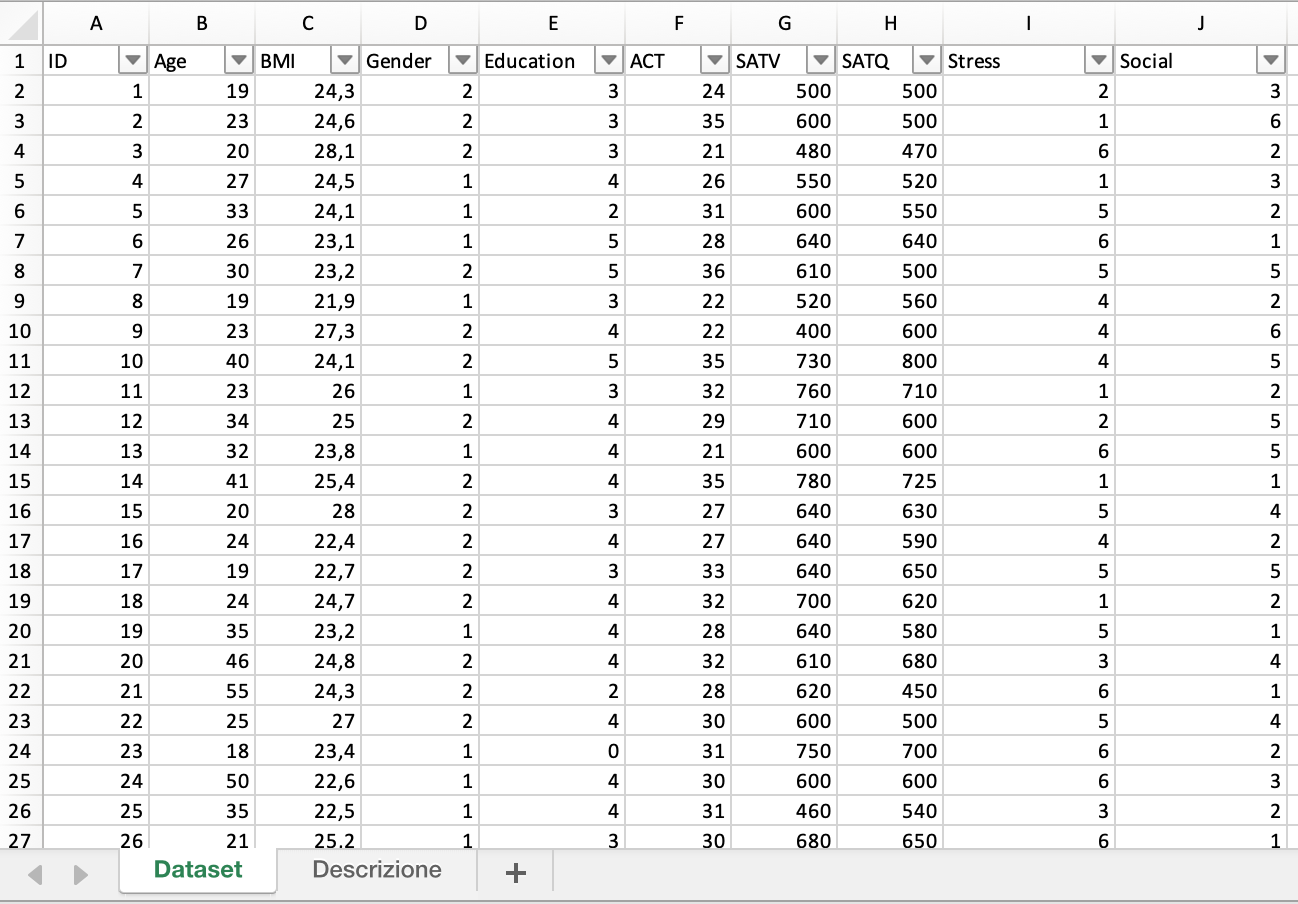 A B C D E F G H I J
1 ID Age BMI Gender Education ACT SATV SATQ Stress Social
2 1 19 24,3 2 3 24 500 500 2 3
3 2 23 24,6 2 3 35 600 500 1 6
4 3 20 28,1 2 3 21 480 470 6 2
5 4 27 24,5 1 4 26 550 520 1 3
6 5 33 24,1 1 2 31 600 550 5 2
7 6 26 23,1 1 5 28 640 640 6 1
8 7 30 23,2 2 5 36 610 500 5 5
9 8 19 21,9 1 3 22 520 560 4 2
10 9 23 27,3 2 4 22 400 600 4 6
11 10 40 24,1 2 5 35 730 800 4 5
12 11 23 26 1 3 32 760 710 1 2
13 12 34 25 2 4 29 710 600 2 5
14 13 32 23,8 1 4 21 600 600 6 5
15 14 41 25,4 2 4 35 780 725 1 1
16 15 20 28 2 3 27 640 630 5 4
17 16 24 22,4 2 4 27 640 590 4 2
18 17 19 22,7 2 3 33 640 650 5 5
19 18 24 24,7 2 4 32 700 620 1 2
20 19 35 23,2 1 4 28 640 580 5 1
21 20 46 24,8 2 4 32 610 680 3 4
22 21 55 24,3 2 2 28 620 450 6 1
23 22 25 27 2 4 30 600 500 5 4
24 23 18 23,4 1 0 31 750 700 6 2
25 24 50 22,6 1 4 30 600 600 6 3
26 25 35 22,5 1 4 31 460 540 3 2
27 26 21 25,2 1 3 30 680 650 6 1
Dataset Descrizione +